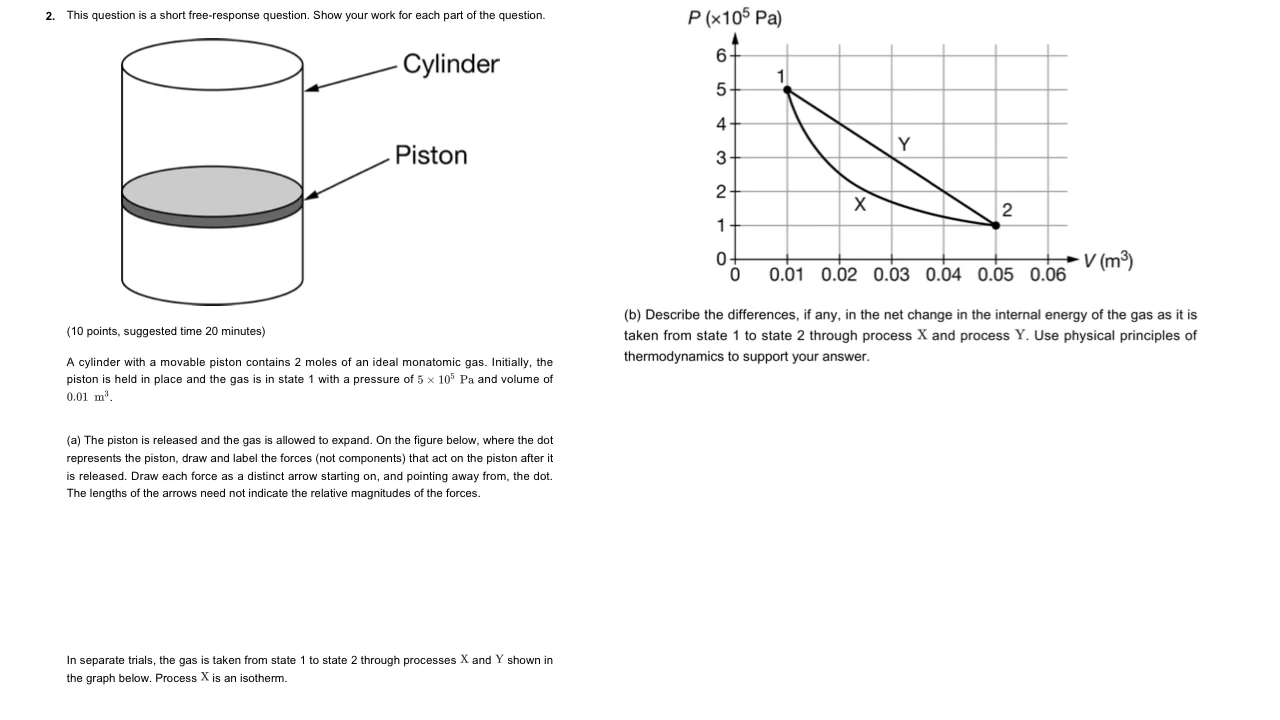 2. This question is a short free-response question. Show your work for each part of the question.
Cylinder
Piston
(10 points, suggested time 20 minutes)
A cylinder with a movable piston contains 2 moles of an ideal monatomic gas. Initially, the
piston is held in place and the gas is in state 1 with a pressure of 5 × 10⁵ Pa and volume of
0.01 m³.
(a) The piston is released and the gas is allowed to expand. On the figure below, where the dot
represents the piston, draw and label the forces (not components) that act on the piston after it
is released. Draw each force as a distinct arrow starting on, and pointing away from, the dot.
The lengths of the arrows need not indicate the relative magnitudes of the forces.
In separate trials, the gas is taken from state 1 to state 2 through processes X and Y shown in
the graph below. Process X is an isotherm.
P (×10⁵ Pa)
6
1
5
4
Y
3
2
X
2
1
0
V (m³)
0 0.01 0.02 0.03 0.04 0.05 0.06
(b) Describe the differences, if any, in the net change in the internal energy of the gas as it is
taken from state 1 to state 2 through process X and process Y. Use physical principles of
thermodynamics to support your answer.